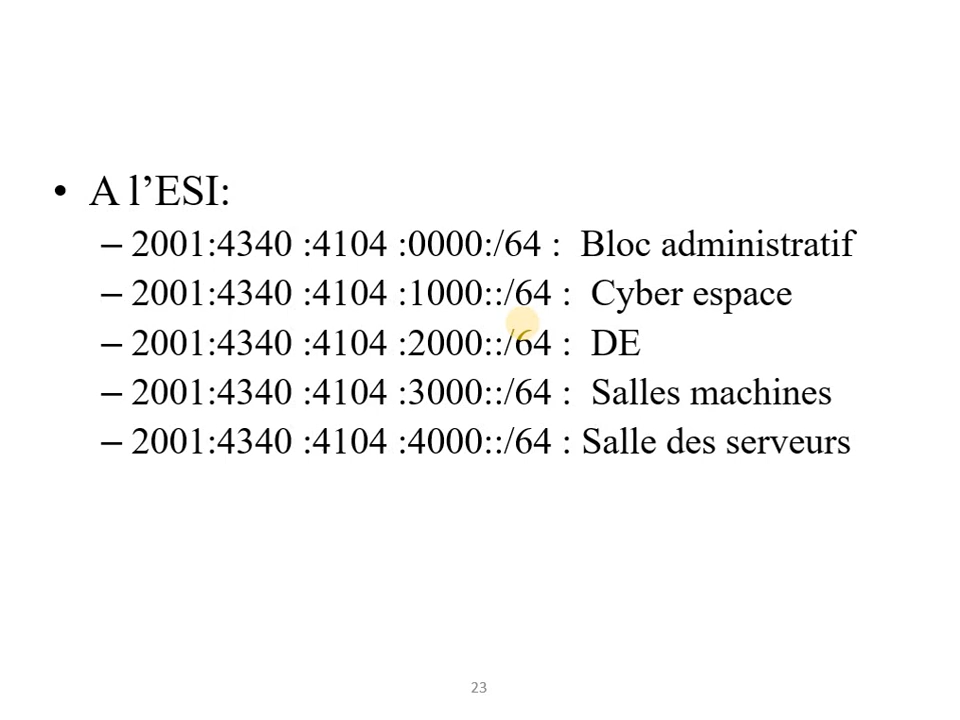 • A l’ESI:
– 2001:4340 :4104 :0000:/64 : Bloc administratif
– 2001:4340 :4104 :1000::/64 : Cyber espace
– 2001:4340 :4104 :2000::/64 : DE
– 2001:4340 :4104 :3000::/64 : Salles machines
– 2001:4340 :4104 :4000::/64 : Salle des serveurs
23